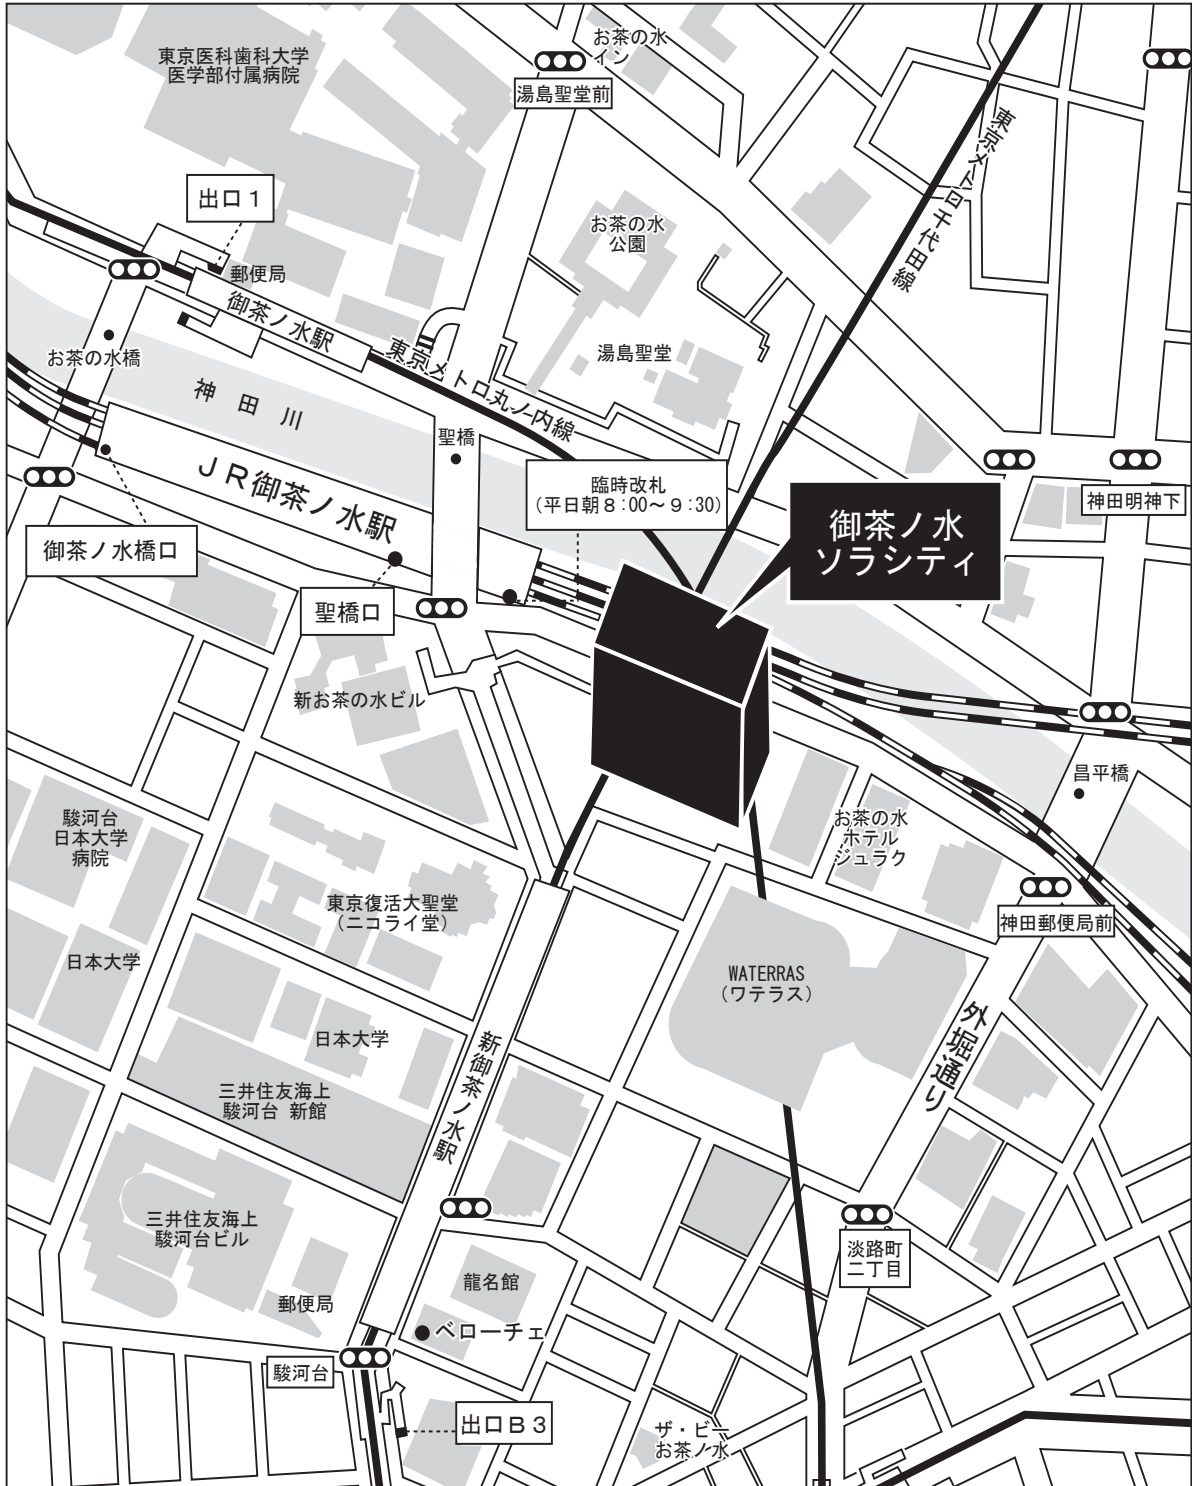 東京医科歯科大学
医学部付属病院
お茶の水
イン
湯島聖堂前
出口1
郵便局
御茶ノ水駅
お茶の水橋
お茶の水
公園
湯島聖堂
東京メトロ千代田線
東京メトロ丸ノ内線
神田川
聖橋
JR御茶ノ水駅
臨時改札
(平日朝8:00〜9:30)
御茶ノ水
ソラシティ
神田明神下
御茶ノ水橋口
聖橋口
新お茶の水ビル
昌平橋
駿河台
日本大学
病院
お茶の水
ホテル
ジュラク
東京復活大聖堂
(ニコライ堂)
神田郵便局前
日本大学
WATERRAS
(ワテラス)
日本大学
新御茶ノ水駅
外堀通り
三井住友海上
駿河台 新館
三井住友海上
駿河台ビル
淡路町
二丁目
龍名館
郵便局
ベローチェ
駿河台
出口B3
ザ・ビー
お茶ノ水